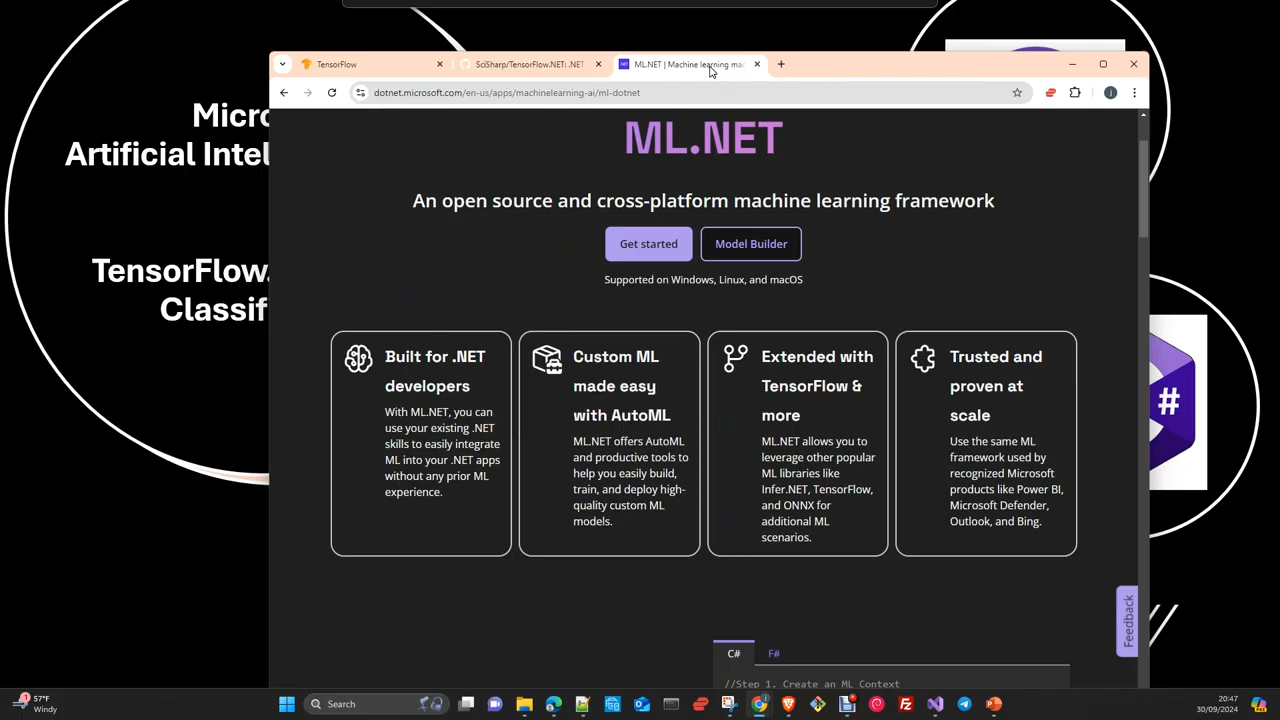 TensorFlow
SciSharp/TensorFlow.NET: .NET
ML.NET | Machine learning mac
dotnet.microsoft.com/en-us/apps/machinelearning-ai/ml-dotnet
Micro
Artificial Intel
TensorFlow.
Classif
ML.NET
An open source and cross-platform machine learning framework
Get started
Model Builder
Supported on Windows, Linux, and macOS
Built for .NET
developers
With ML.NET, you can
use your existing .NET
skills to easily integrate
ML into your .NET apps
without any prior ML
experience.
Custom ML
made easy
with AutoML
ML.NET offers AutoML
and productive tools to
help you easily build,
train, and deploy high-
quality custom ML
models.
Extended with
TensorFlow &
more
ML.NET allows you to
leverage other popular
ML libraries like
Infer.NET, TensorFlow,
and ONNX for
additional ML
scenarios.
Trusted and
proven at
scale
Use the same ML
framework used by
recognized Microsoft
products like Power BI,
Microsoft Defender,
Outlook, and Bing.
#
Feedback
C#
F#
//Step 1. Create an ML Context
57°F
Windy
Search
20:47
30/09/2024